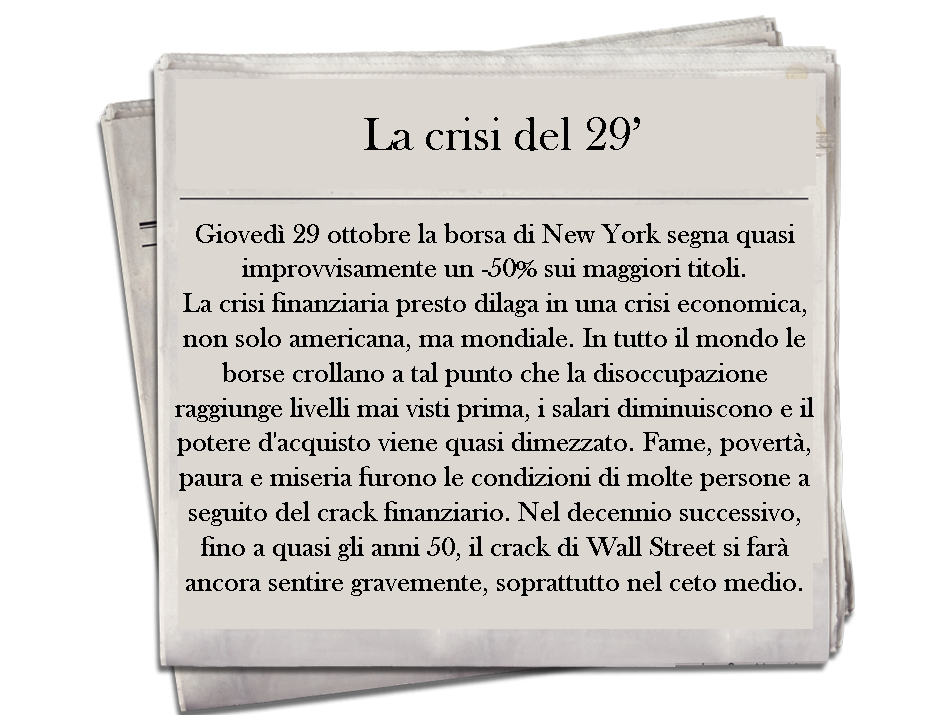 La crisi del 29’
Giovedì 29 ottobre la borsa di New York segna quasi
improvvisamente un -50% sui maggiori titoli.
La crisi finanziaria presto dilaga in una crisi economica,
non solo americana, ma mondiale. In tutto il mondo le
borse crollano a tal punto che la disoccupazione
raggiunge livelli mai visti prima, i salari diminuiscono e il
potere d'acquisto viene quasi dimezzato. Fame, povertà,
paura e miseria furono le condizioni di molte persone a
seguito del crack finanziario. Nel decennio successivo,
fino a quasi gli anni 50, il crack di Wall Street si farà
ancora sentire gravemente, soprattutto nel ceto medio.